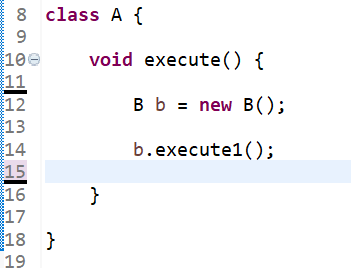 8 class A {
9
10 void execute() {
11
12 B b = new B();
13
14 b.execute1();
15
16 }
17
18 }
19